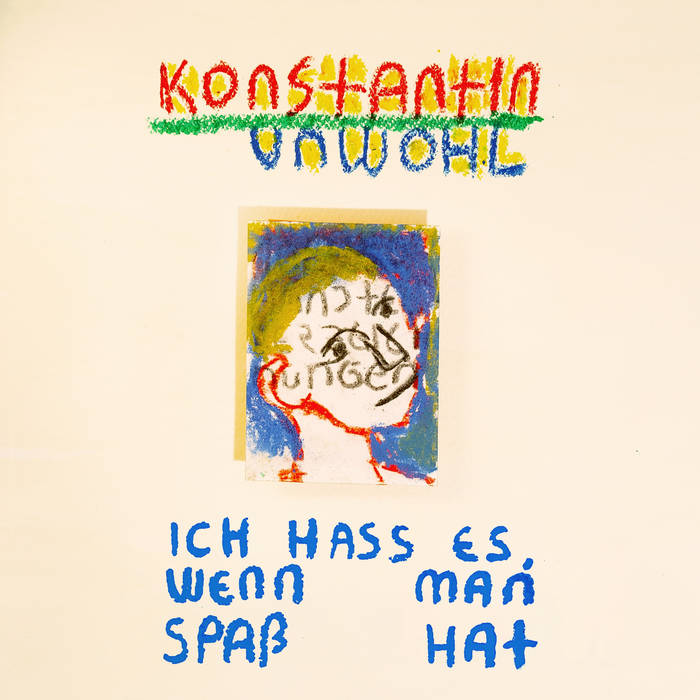 KONSTANTIN
UNWOHL
ICH HASS ES,
WENN MAN
SPAß HAT